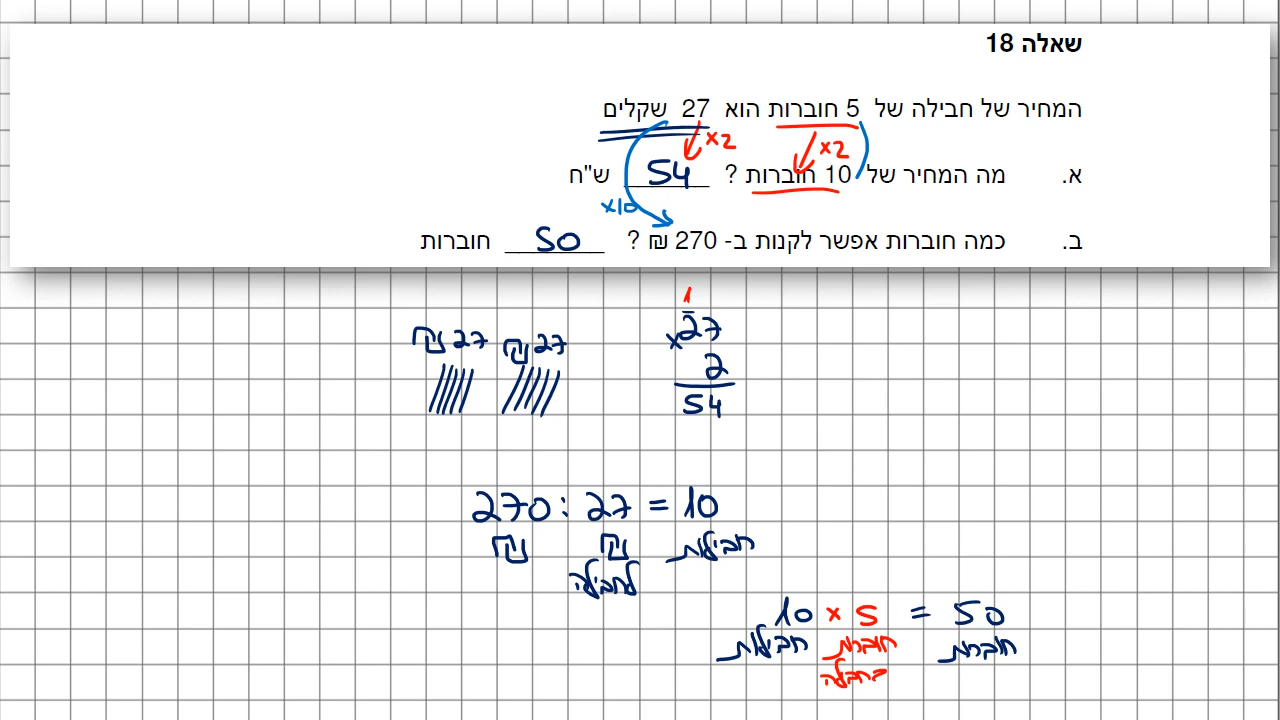 שאלה 18
המחיר של חבילה של 5 חוברות הוא 27 שקלים
x2
x2
א. מה המחיר של 10 חוברות ? 54 ש"ח
x10
ב. כמה חוברות אפשר לקנות ב- 270 ₪ ? 50 חוברות
1
27 ₪ 27 ₪
x27
2
54
270 : 27 = 10
₪ ₪ חבילות
לחבילה
10 x 5 = 50
חבילות חוברות חוברות
בחבילה